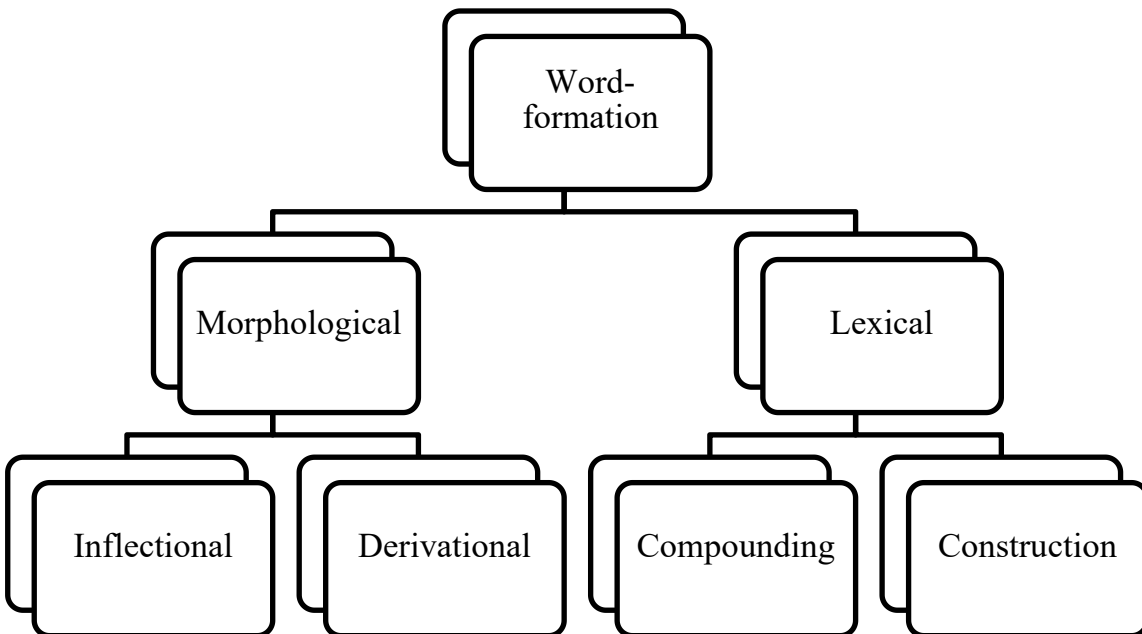 Word-
formation
Morphological
Lexical
Inflectional
Derivational
Compounding
Construction